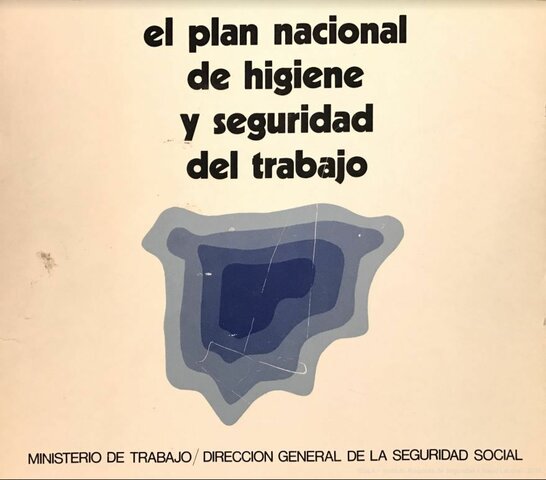 el plan nacional
de higiene
y seguridad
del trabajo
MINISTERIO DE TRABAJO/DIRECCION GENERAL DE LA SEGURIDAD SOCIAL